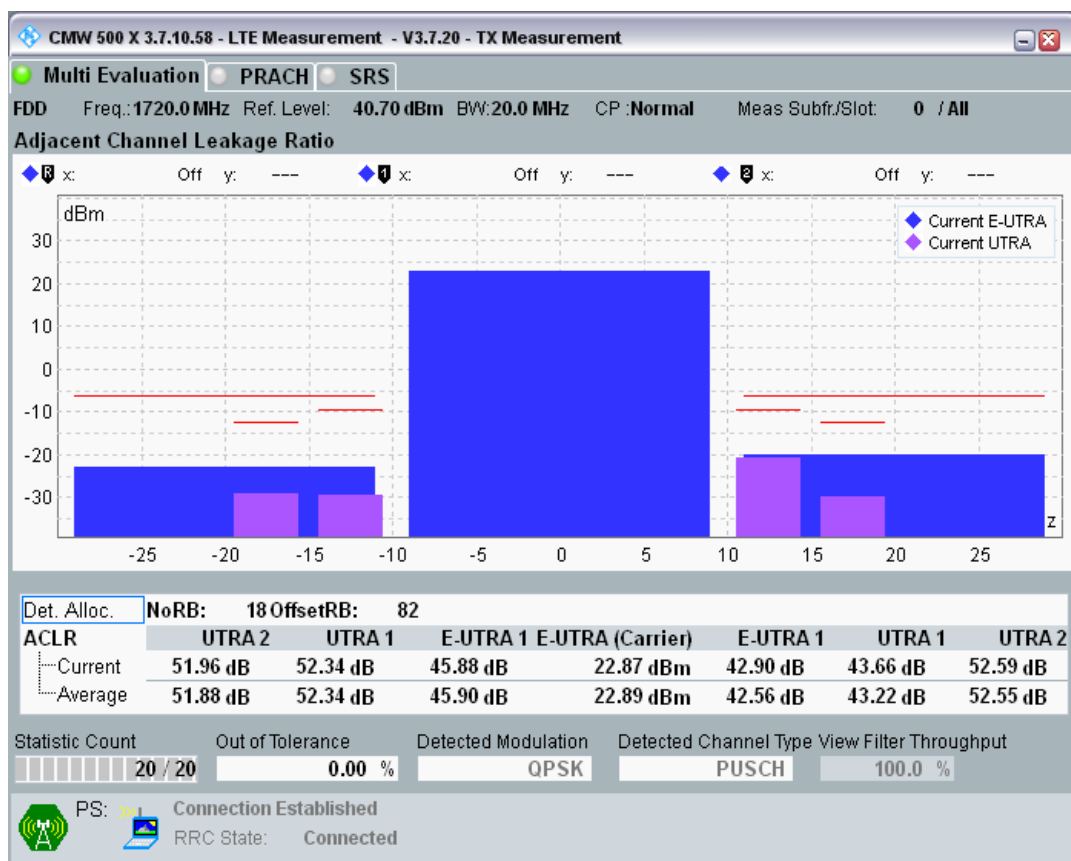 CMW 500 X 3.7.10.58 - LTE Measurement - V3.7.20 - TX Measurement
Multi Evaluation PRACH SRS
FDD Freq.:1720.0 MHz Ref. Level: 40.70 dBm BW:20.0 MHz CP :Normal Meas Subfr./Slot: 0 / All
Adjacent Channel Leakage Ratio
R x: Off y: --- 1 x: Off y: --- 2 x: Off y: ---
dBm
Current E-UTRA
Current UTRA
30
20
10
0
-10
-20
-30
z
-25 -20 -15 -10 -5 0 5 10 15 20 25
Det. Alloc. NoRB: 18 OffsetRB: 82
ACLR UTRA 2 UTRA 1 E-UTRA 1 E-UTRA (Carrier) E-UTRA 1 UTRA 1 UTRA 2
Current 51.96 dB 52.34 dB 45.88 dB 22.87 dBm 42.90 dB 43.66 dB 52.59 dB
Average 51.88 dB 52.34 dB 45.90 dB 22.89 dBm 42.56 dB 43.22 dB 52.55 dB
Statistic Count Out of Tolerance Detected Modulation Detected Channel Type View Filter Throughput
20 / 20 0.00 % QPSK PUSCH 100.0 %
PS: Connection Established
RRC State: Connected